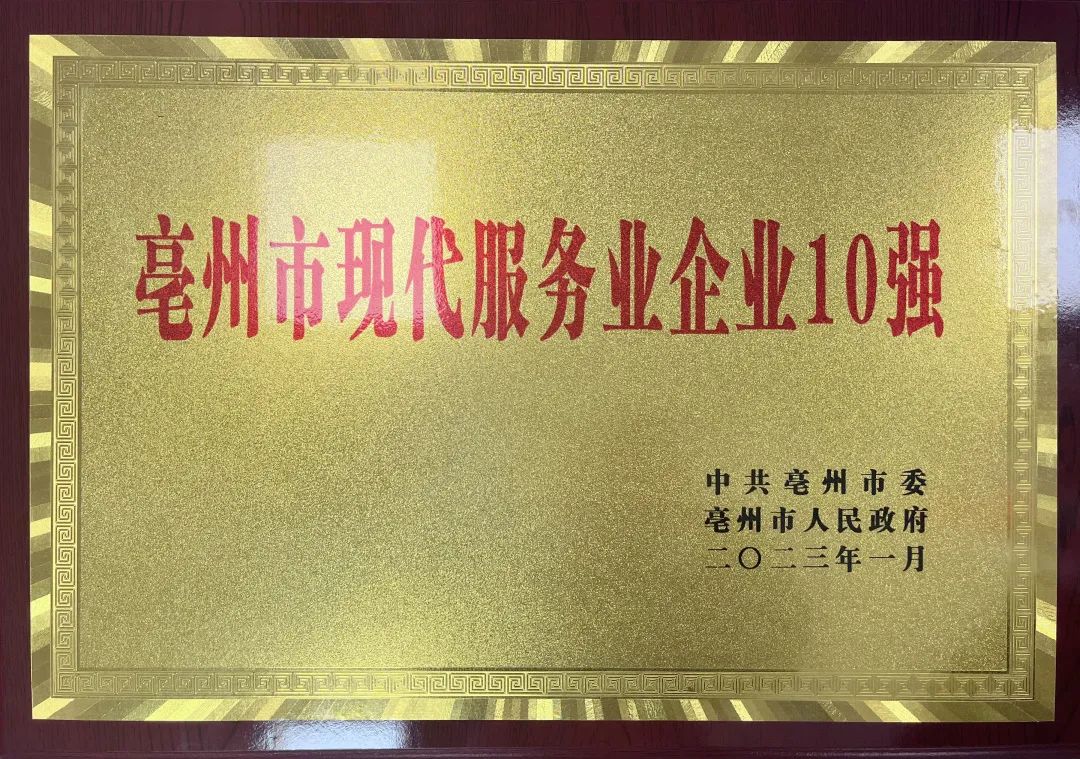 亳州市现代服务业企业10强
中共亳州市委
亳州市人民政府
二〇二三年一月